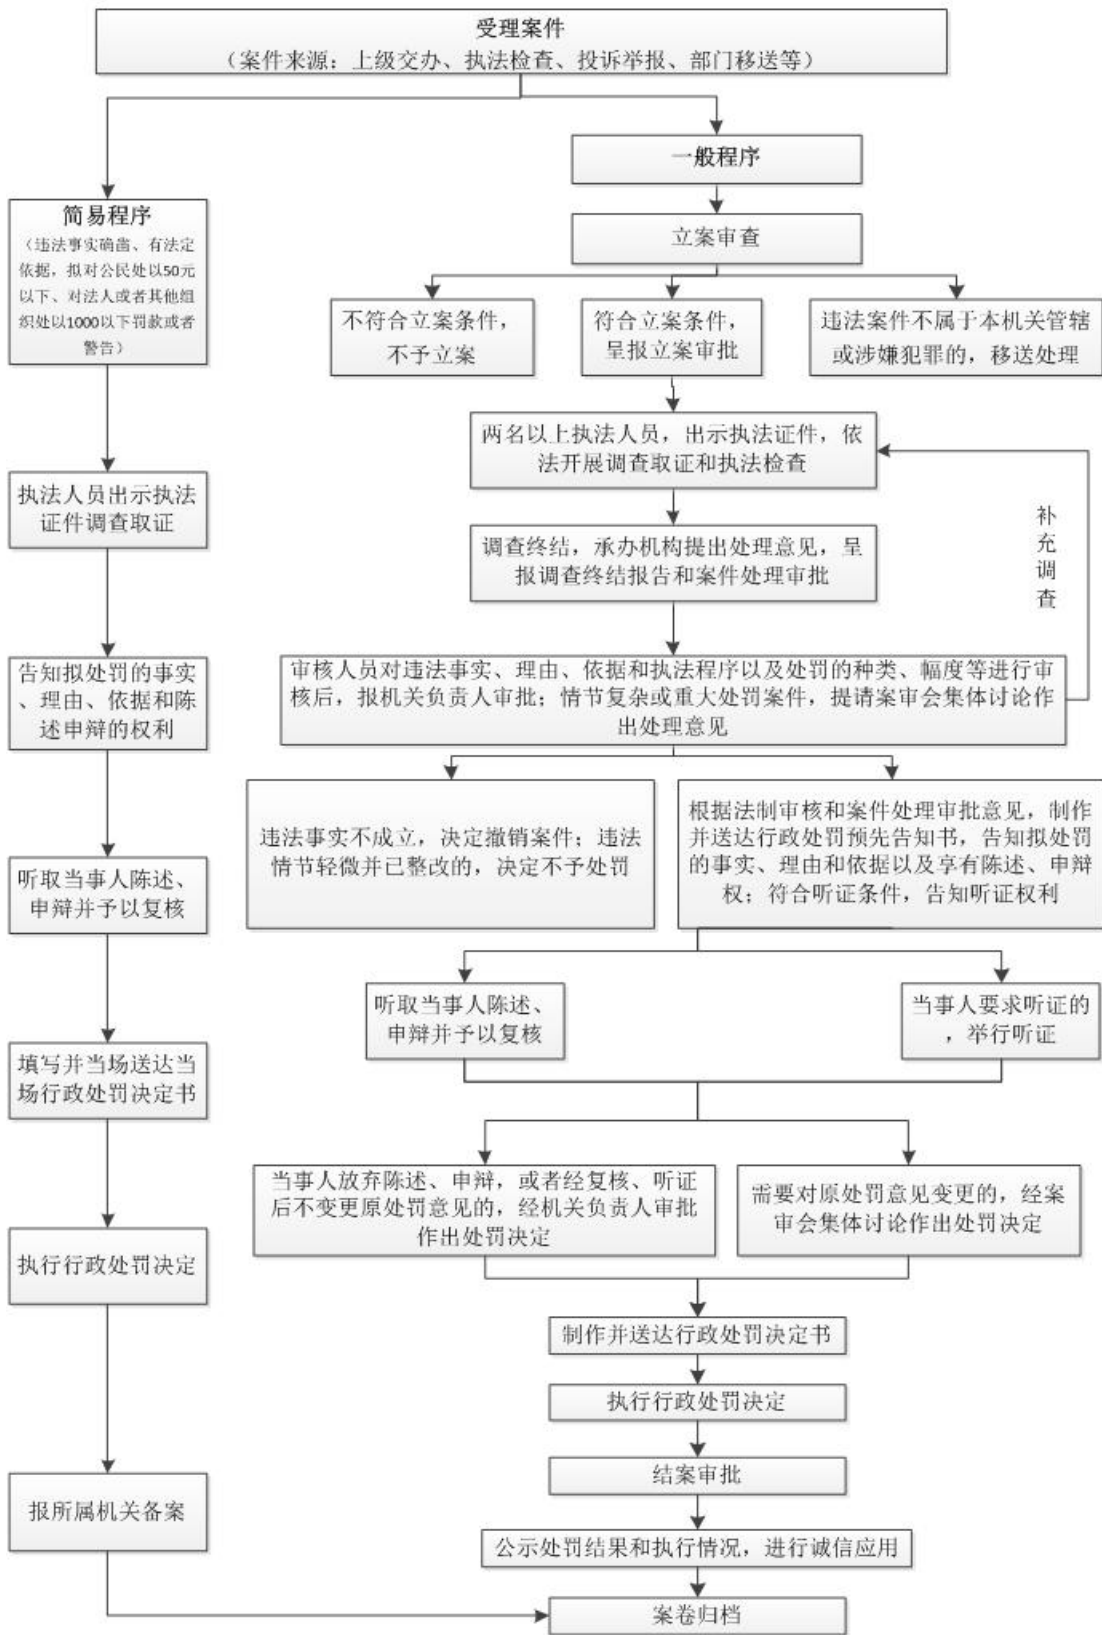 受理案件
（案件来源：上级交办、执法检查、投诉举报、部门移送等）
一般程序
简易程序
（违法事实确凿、有法定
依据，拟对公民处以50元
以下、对法人或者其他组
织处以1000以下罚款或者
警告）
立案审查
不符合立案条件，
不予立案
符合立案条件，
呈报立案审批
违法案件不属于本机关管辖
或涉嫌犯罪的，移送处理
两名以上执法人员，出示执法证件，依
法开展调查取证和执法检查
补
充
调
查
执法人员出示执法
证件调查取证
调查终结，承办机构提出处理意见，呈
报调查终结报告和案件处理审批
告知拟处罚的事实
、理由、依据和陈
述申辩的权利
审核人员对违法事实、理由、依据和执法程序以及处罚的种类、幅度等进行审
核后，报机关负责人审批；情节复杂或重大处罚案件，提请案审会集体讨论作
出处理意见
违法事实不成立，决定撤销案件；违法
情节轻微并已整改的，决定不予处罚
根据法制审核和案件处理审批意见，制作
并送达行政处罚预先告知书，告知拟处罚
的事实、理由和依据以及享有陈述、申辩
权；符合听证条件，告知听证权利
听取当事人陈述、
申辩并予以复核
听取当事人陈述、
申辩并予以复核
当事人要求听证的
，举行听证
填写并当场送达当
场行政处罚决定书
当事人放弃陈述、申辩，或者经复核、听证
后不变更原处罚意见的，经机关负责人审批
作出处罚决定
需要对原处罚意见变更的，经案
审会集体讨论作出处罚决定
执行行政处罚决定
制作并送达行政处罚决定书
执行行政处罚决定
结案审批
报所属机关备案
公示处罚结果和执行情况，进行诚信应用
案卷归档